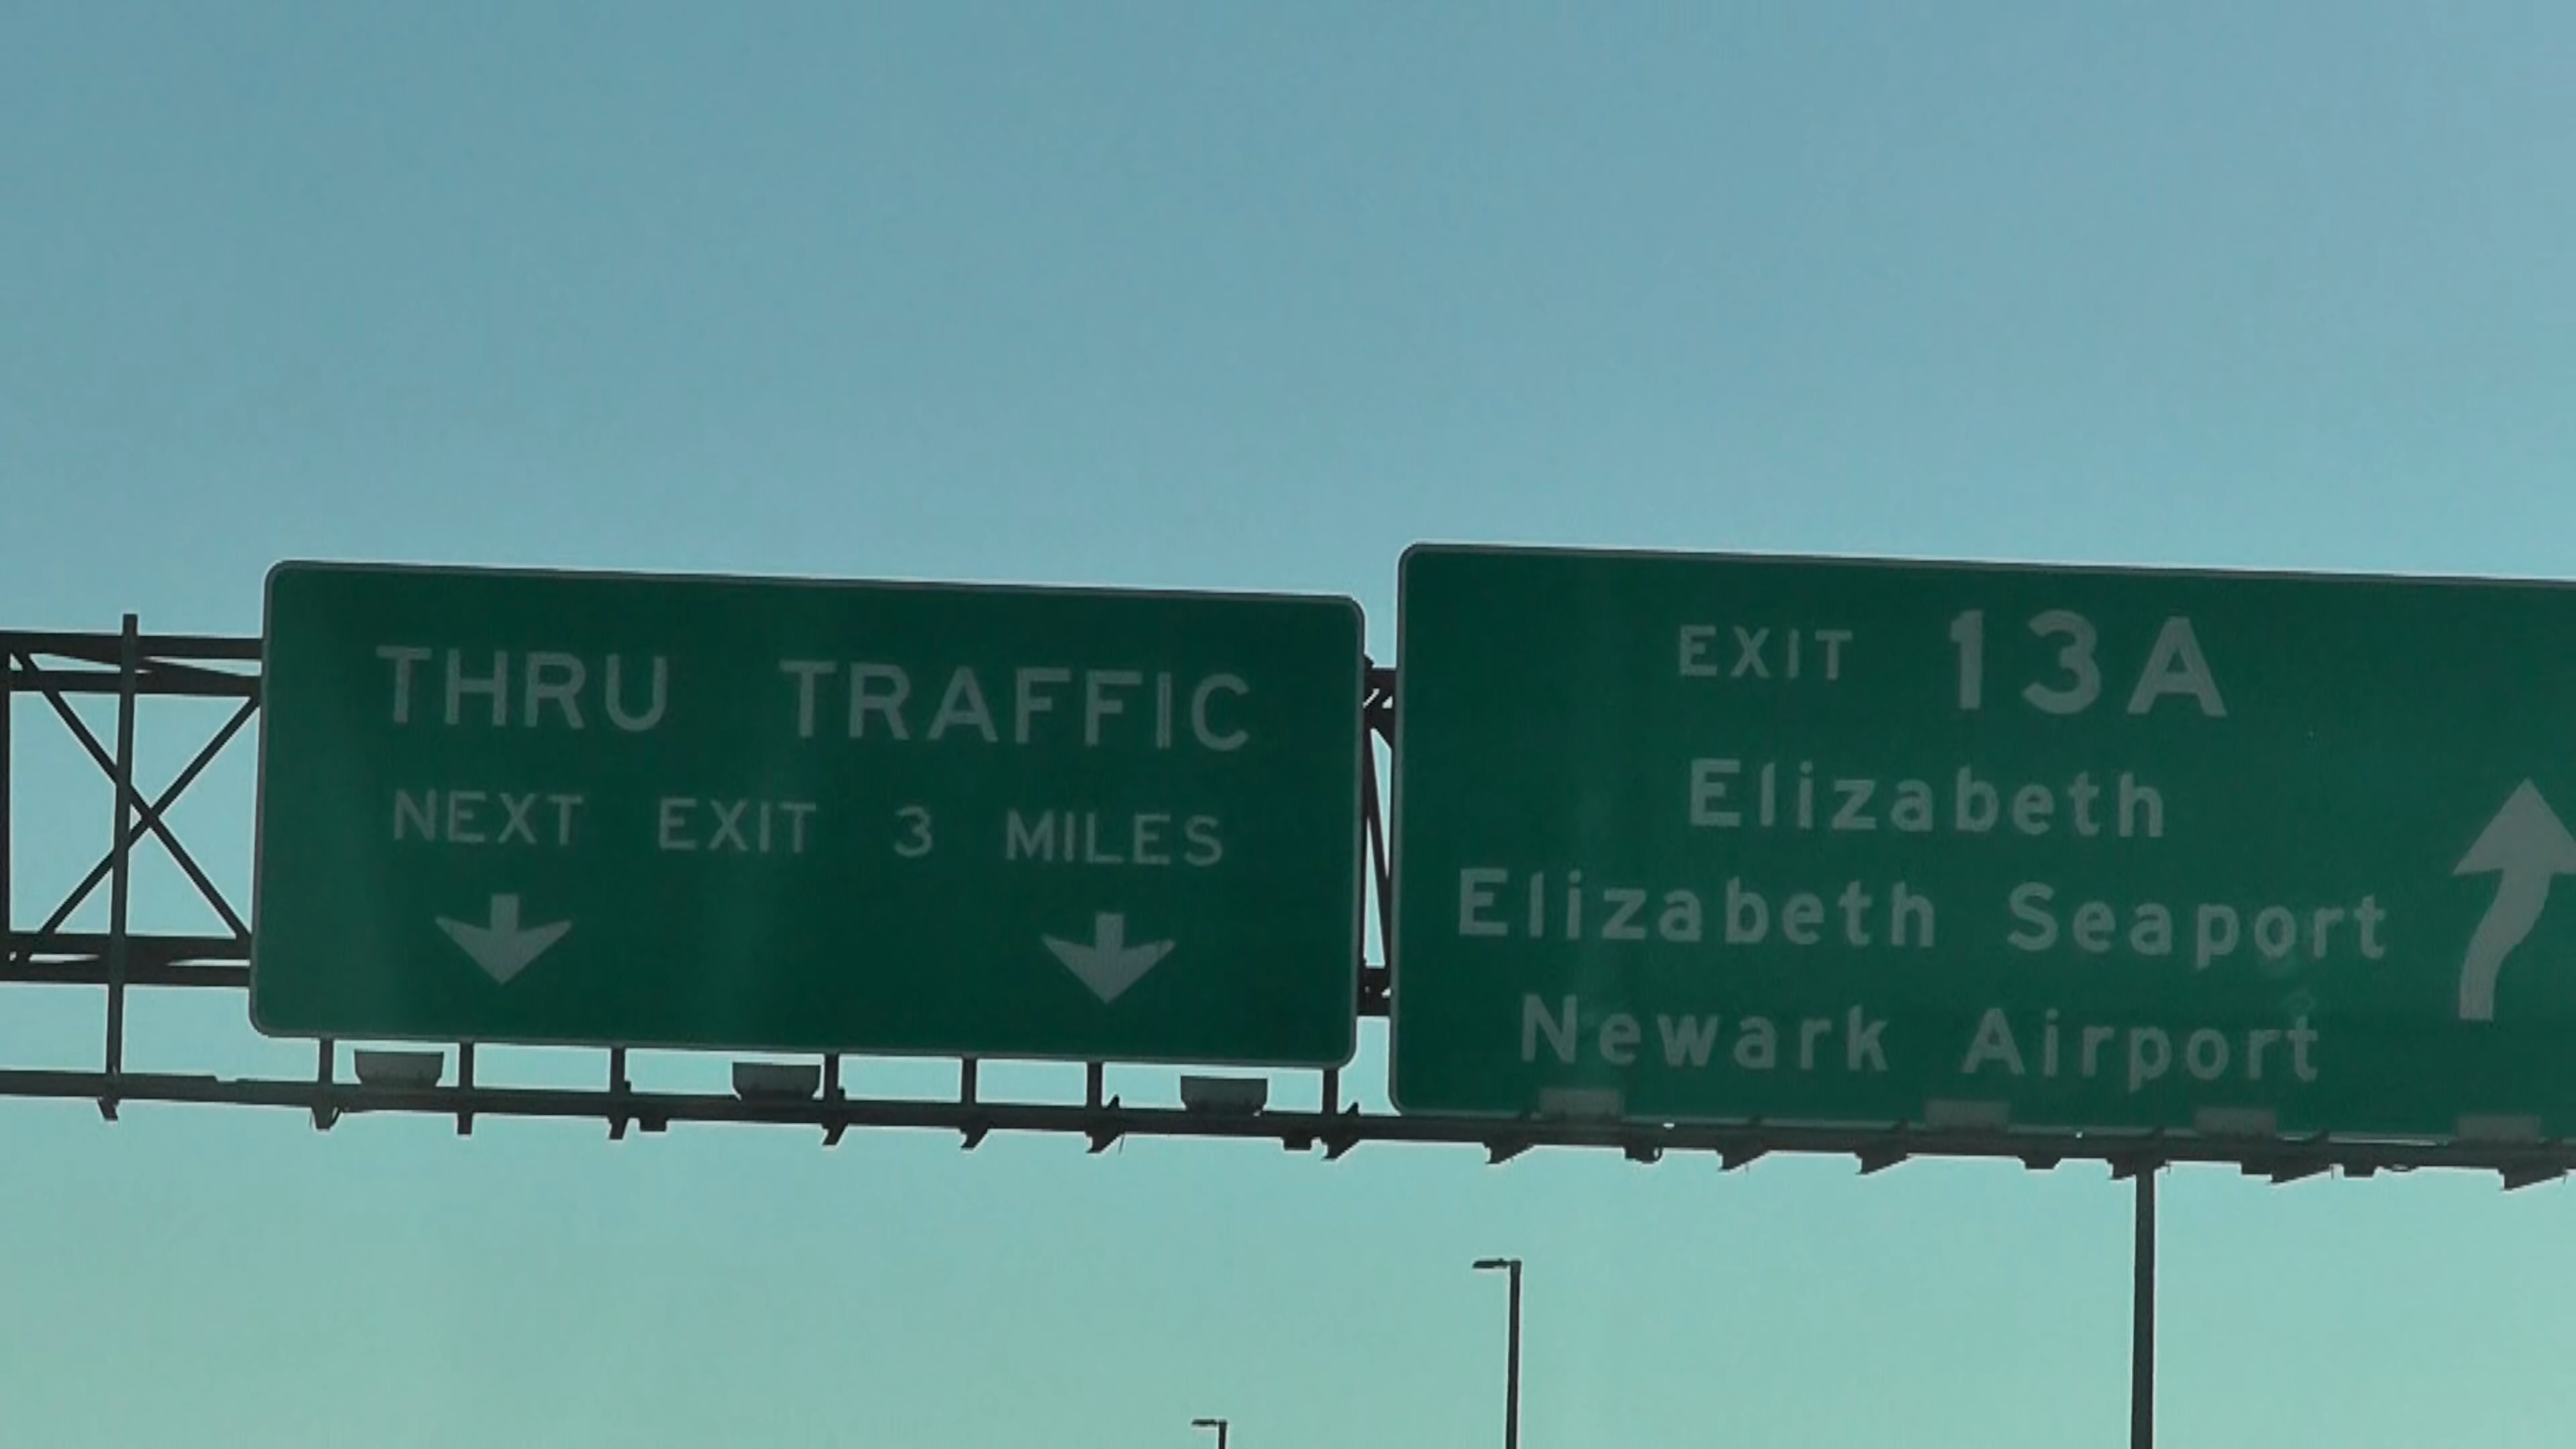 THRU TRAFFIC
NEXT EXIT 3 MILES
EXIT 13A
Elizabeth
Elizabeth Seaport
Newark Airport